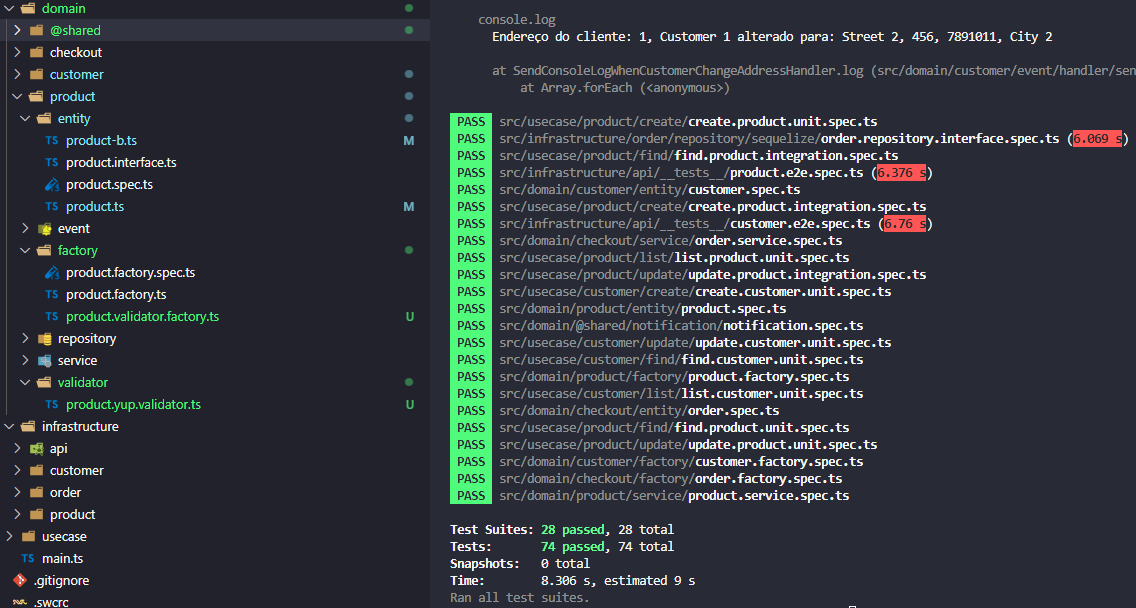 domain
@shared
checkout
customer
product
entity
TS product-b.ts M
product.interface.ts
product.spec.ts
TS product.ts M
event
factory
product.factory.spec.ts
TS product.factory.ts
TS product.validator.factory.ts U
repository
service
validator
TS product.yup.validator.ts U
infrastructure
api
customer
order
product
usecase
TS main.ts
.gitignore
.swcrc
console.log
Endereço do cliente: 1, Customer 1 alterado para: Street 2, 456, 7891011, City 2
at SendConsoleLogWhenCustomerChangeAddressHandler.log (src/domain/customer/event/handler/sen
at Array.forEach (<anonymous>)
PASS src/usecase/product/create/create.product.unit.spec.ts
PASS src/infrastructure/order/repository/sequelize/order.repository.interface.spec.ts (6.069 s)
PASS src/usecase/product/find/find.product.integration.spec.ts
PASS src/infrastructure/api/__tests__/product.e2e.spec.ts (6.376 s)
PASS src/domain/customer/entity/customer.spec.ts
PASS src/usecase/product/create/create.product.integration.spec.ts
PASS src/infrastructure/api/__tests__/customer.e2e.spec.ts (6.76 s)
PASS src/domain/checkout/service/order.service.spec.ts
PASS src/usecase/product/list/list.product.unit.spec.ts
PASS src/usecase/product/update/update.product.integration.spec.ts
PASS src/usecase/customer/create/create.customer.unit.spec.ts
PASS src/domain/product/entity/product.spec.ts
PASS src/domain/@shared/notification/notification.spec.ts
PASS src/usecase/customer/update/update.customer.unit.spec.ts
PASS src/usecase/customer/find/find.customer.unit.spec.ts
PASS src/domain/product/factory/product.factory.spec.ts
PASS src/usecase/customer/list/list.customer.unit.spec.ts
PASS src/domain/checkout/entity/order.spec.ts
PASS src/usecase/product/find/find.product.unit.spec.ts
PASS src/usecase/product/update/update.product.unit.spec.ts
PASS src/domain/customer/factory/customer.factory.spec.ts
PASS src/domain/checkout/factory/order.factory.spec.ts
PASS src/domain/product/service/product.service.spec.ts
Test Suites: 28 passed, 28 total
Tests: 74 passed, 74 total
Snapshots: 0 total
Time: 8.306 s, estimated 9 s
Ran all test suites.